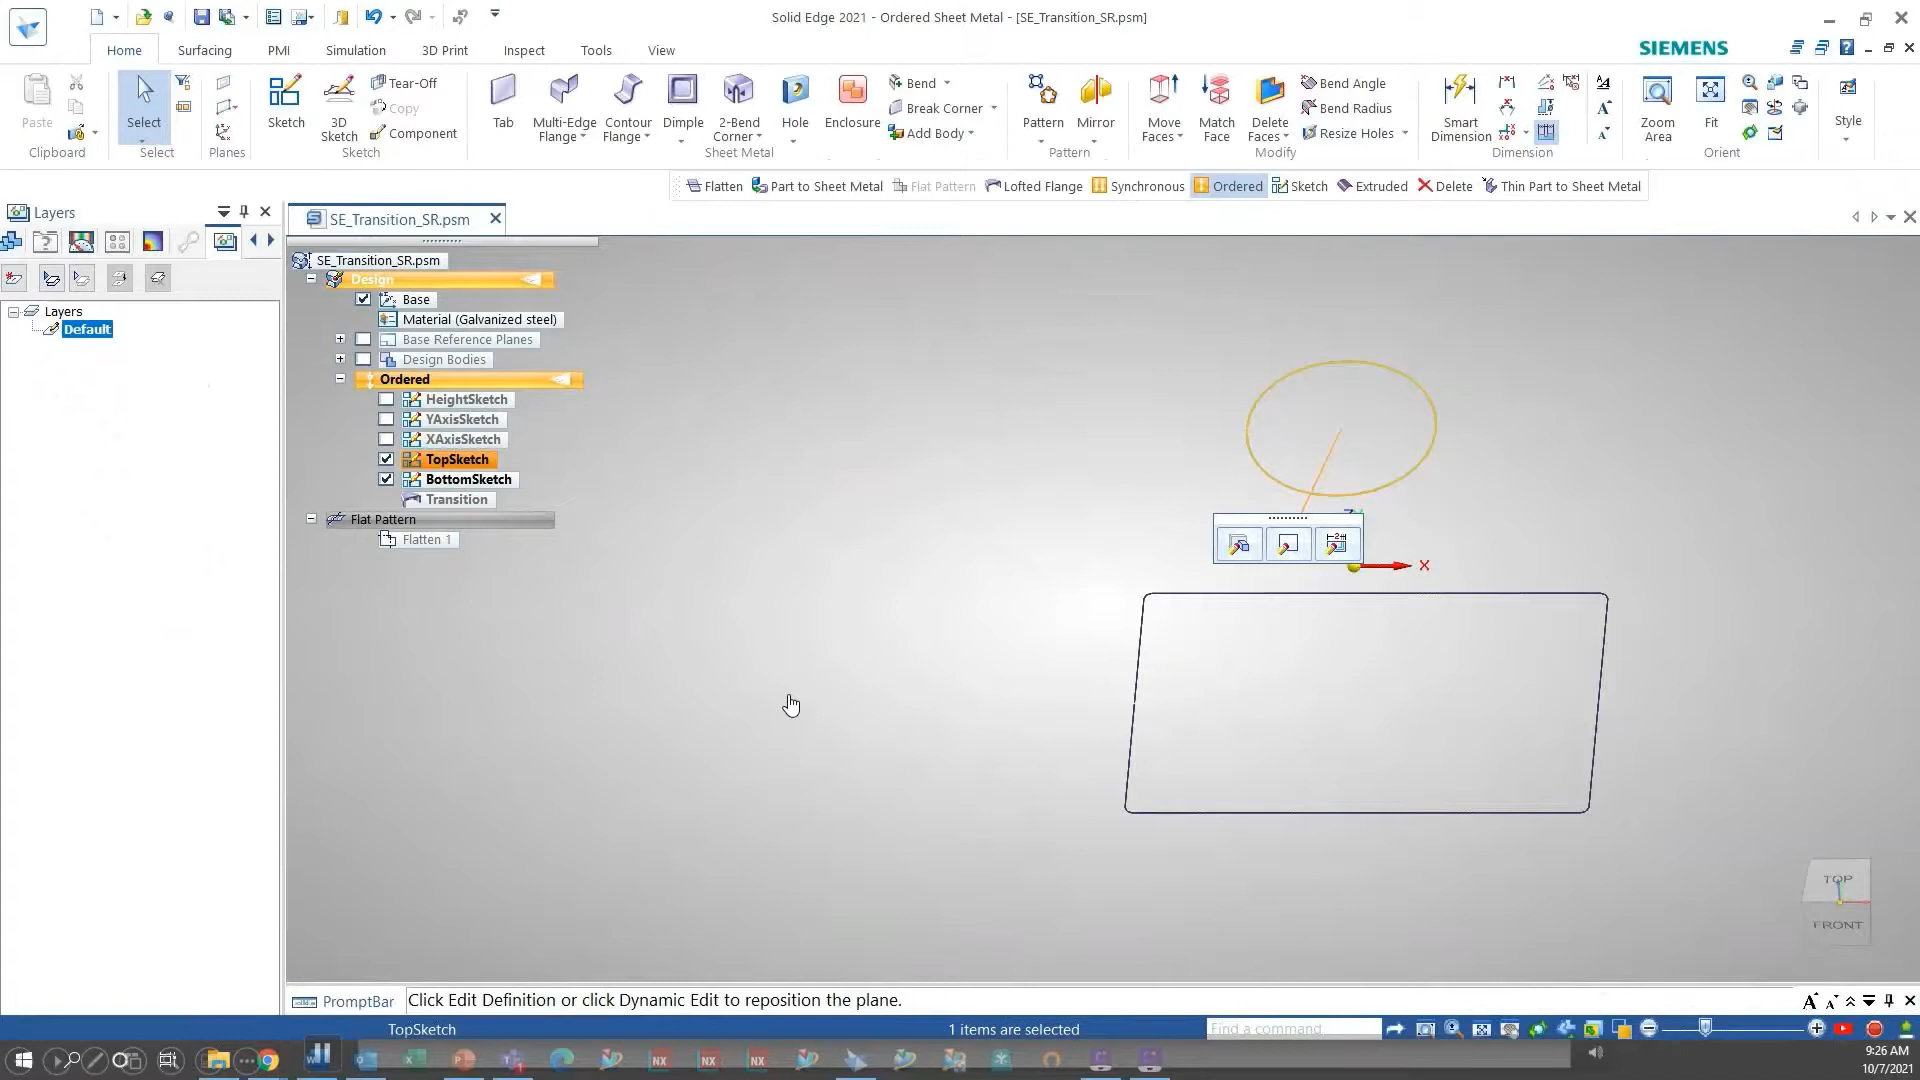 Solid Edge 2021 - Ordered Sheet Metal - [SE_Transition_SR.psm]
Home Surfacing PMI Simulation 3D Print Inspect Tools View
SIEMENS
Paste
Clipboard
Select
Select
Planes
Sketch
3D Sketch
Tear-Off
Copy
Component
Sketch
Tab
Multi-Edge Flange
Contour Flange
Dimple
2-Bend Corner
Hole
Enclosure
Bend
Break Corner
Add Body
Sheet Metal
Pattern
Mirror
Pattern
Move Faces
Match Face
Delete Faces
Bend Angle
Bend Radius
Resize Holes
Modify
Smart Dimension
Dimension
Zoom Area
Fit
Orient
Style
Flatten Part to Sheet Metal Flat Pattern Lofted Flange Synchronous Ordered Sketch Extruded Delete Thin Part to Sheet Metal
Layers
SE_Transition_SR.psm
Layers
Default
SE_Transition_SR.psm
Design
Base
Material (Galvanized steel)
Base Reference Planes
Design Bodies
Ordered
HeightSketch
YAxisSketch
XAxisSketch
TopSketch
BottomSketch
Transition
Flat Pattern
Flatten 1
X
TOP
FRONT
PromptBar Click Edit Definition or click Dynamic Edit to reposition the plane.
TopSketch 1 items are selected Find a command
9:26 AM
10/7/2021